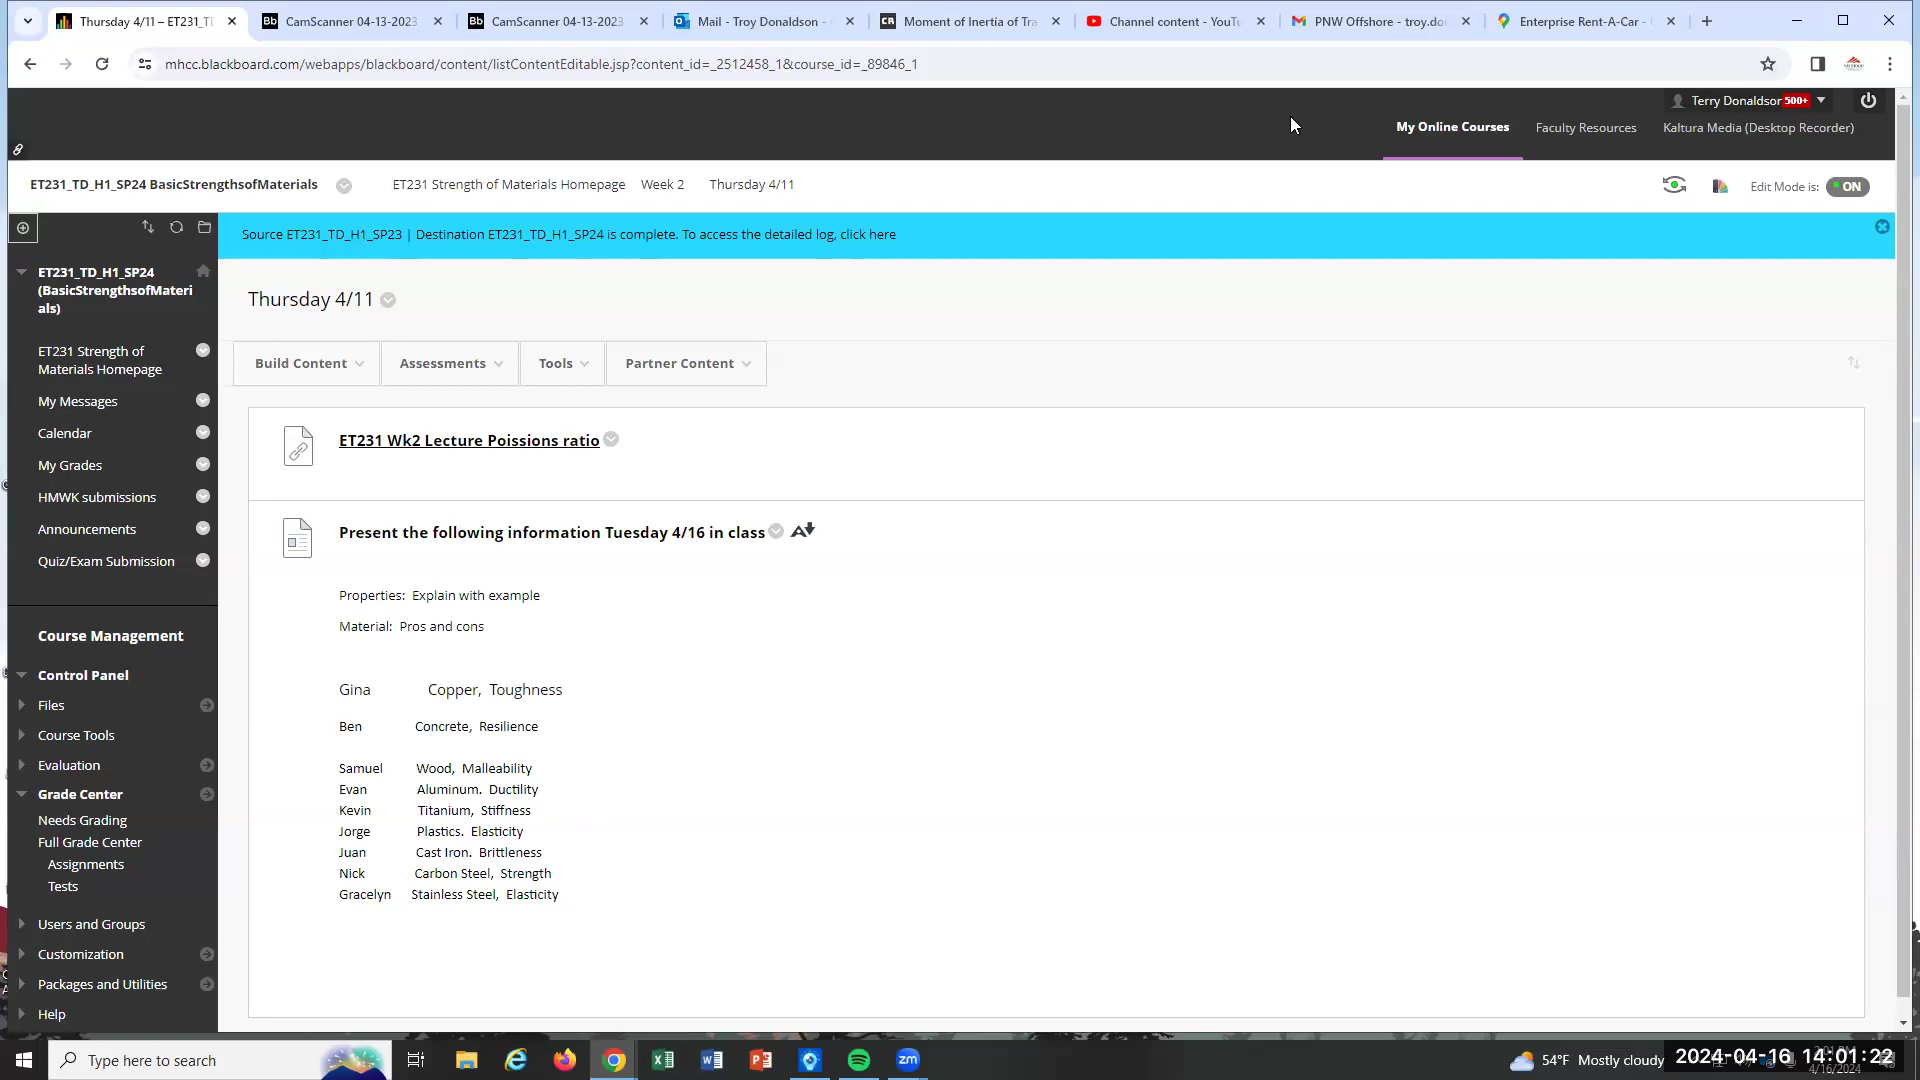 Thursday 4/11 – ET231_T
CamScanner 04-13-2023
CamScanner 04-13-2023
Mail - Troy Donaldson -
Moment of Inertia of Tra
Channel content - YouTu
PNW Offshore - troy.do
Enterprise Rent-A-Car -
mhcc.blackboard.com/webapps/blackboard/content/listContentEditable.jsp?content_id=_2512458_1&course_id=_89846_1
Terry Donaldson 500+
My Online Courses
Faculty Resources
Kaltura Media (Desktop Recorder)
ET231_TD_H1_SP24 BasicStrengthsofMaterials
ET231 Strength of Materials Homepage
Week 2
Thursday 4/11
Edit Mode is: ON
Source ET231_TD_H1_SP23 | Destination ET231_TD_H1_SP24 is complete. To access the detailed log, click here
ET231_TD_H1_SP24
(BasicStrengthsofMateri
als)
ET231 Strength of
Materials Homepage
My Messages
Calendar
My Grades
HMWK submissions
Announcements
Quiz/Exam Submission
Course Management
Control Panel
Files
Course Tools
Evaluation
Grade Center
Needs Grading
Full Grade Center
Assignments
Tests
Users and Groups
Customization
Packages and Utilities
Help
Thursday 4/11
Build Content
Assessments
Tools
Partner Content
ET231 Wk2 Lecture Poissions ratio
Present the following information Tuesday 4/16 in class
Properties: Explain with example
Material: Pros and cons
Gina Copper, Toughness
Ben Concrete, Resilience
Samuel Wood, Malleability
Evan Aluminum. Ductility
Kevin Titanium, Stiffness
Jorge Plastics. Elasticity
Juan Cast Iron. Brittleness
Nick Carbon Steel, Strength
Gracelyn Stainless Steel, Elasticity
Type here to search
54°F Mostly cloudy
2024-04-16 14:01:22
4/16/2024